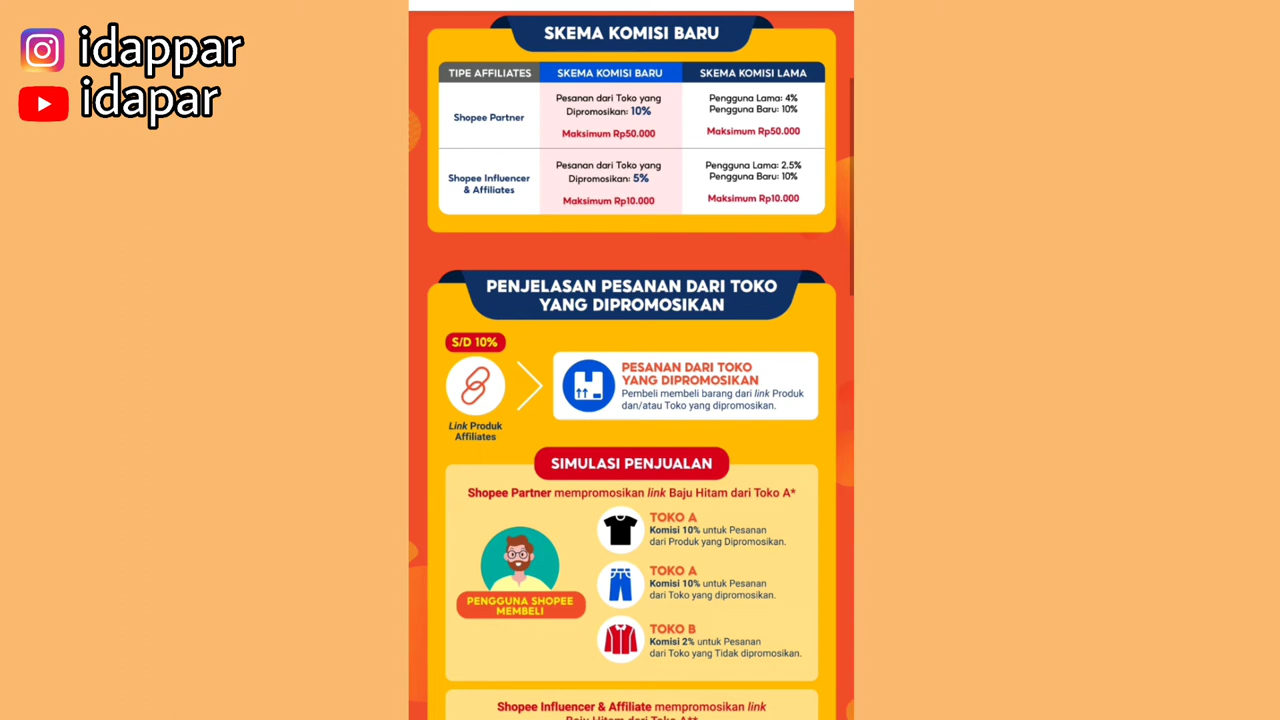 idappar
idapar
SKEMA KOMISI BARU
TIPE AFFILIATES SKEMA KOMISI BARU SKEMA KOMISI LAMA
Shopee Partner
Pesanan dari Toko yang
Dipromosikan: 10%
Maksimum Rp50.000
Pengguna Lama: 4%
Pengguna Baru: 10%
Maksimum Rp50.000
Shopee Influencer
& Affiliates
Pesanan dari Toko yang
Dipromosikan: 5%
Maksimum Rp10.000
Pengguna Lama: 2.5%
Pengguna Baru: 10%
Maksimum Rp10.000
PENJELASAN PESANAN DARI TOKO
YANG DIPROMOSIKAN
S/D 10%
Link Produk
Affiliates
PESANAN DARI TOKO
YANG DIPROMOSIKAN
Pembeli membeli barang dari link Produk
dan/atau Toko yang dipromosikan.
SIMULASI PENJUALAN
Shopee Partner mempromosikan link Baju Hitam dari Toko A*
PENGGUNA SHOPEE
MEMBELI
TOKO A
Komisi 10% untuk Pesanan
dari Produk yang Dipromosikan.
TOKO A
Komisi 10% untuk Pesanan
dari Toko yang dipromosikan.
TOKO B
Komisi 2% untuk Pesanan
dari Toko yang Tidak dipromosikan.
Shopee Influencer & Affiliate mempromosikan link
Baju Hitam dari Toko A**